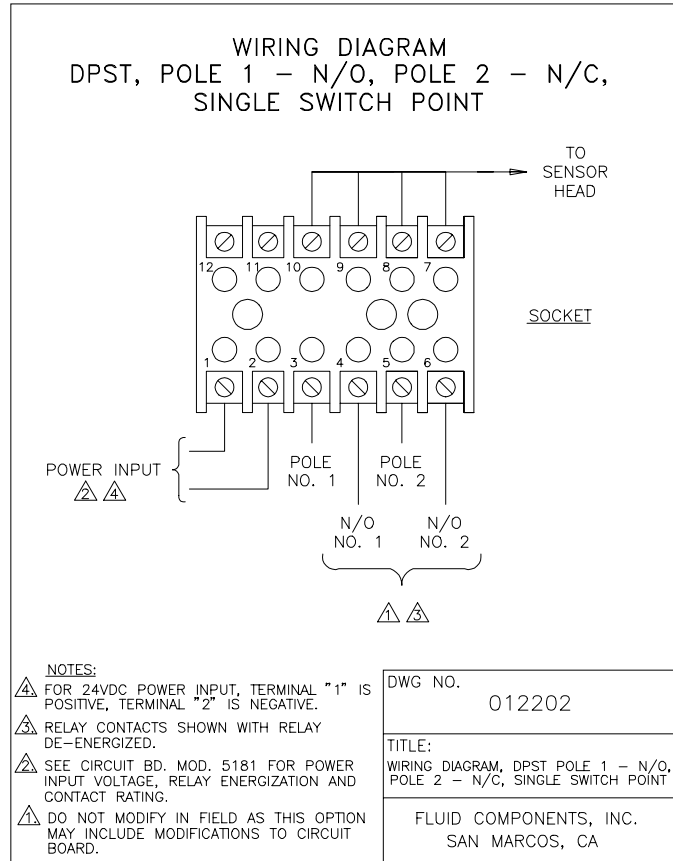 WIRING DIAGRAM
DPST, POLE 1 – N/O, POLE 2 – N/C,
SINGLE SWITCH POINT
TO
SENSOR
HEAD
12 11 10 9 8 7
SOCKET
1 2 3 4 5 6
POWER INPUT
2 4
POLE
NO. 1
POLE
NO. 2
N/O
NO. 1
N/O
NO. 2
1 3
NOTES:
4. FOR 24VDC POWER INPUT, TERMINAL "1" IS
POSITIVE, TERMINAL "2" IS NEGATIVE.
3. RELAY CONTACTS SHOWN WITH RELAY
DE–ENERGIZED.
2. SEE CIRCUIT BD. MOD. 5181 FOR POWER
INPUT VOLTAGE, RELAY ENERGIZATION AND
CONTACT RATING.
1. DO NOT MODIFY IN FIELD AS THIS OPTION
MAY INCLUDE MODIFICATIONS TO CIRCUIT
BOARD.
DWG NO.
012202
TITLE:
WIRING DIAGRAM, DPST POLE 1 – N/O,
POLE 2 – N/C, SINGLE SWITCH POINT
FLUID COMPONENTS, INC.
SAN MARCOS, CA